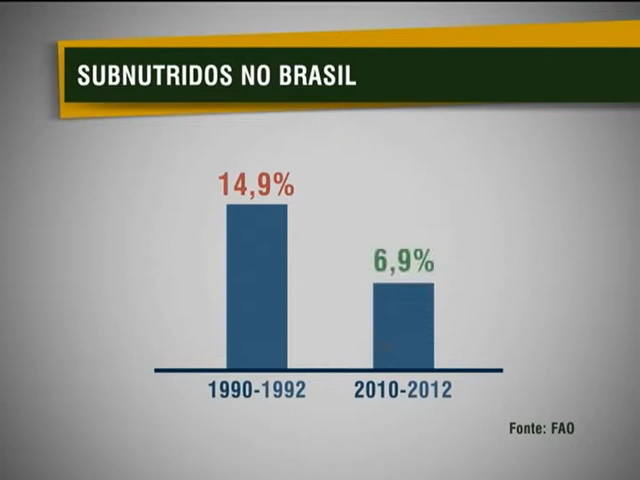 SUBNUTRIDOS NO BRASIL
14,9%
6,9%
1990-1992 2010-2012
Fonte: FAO